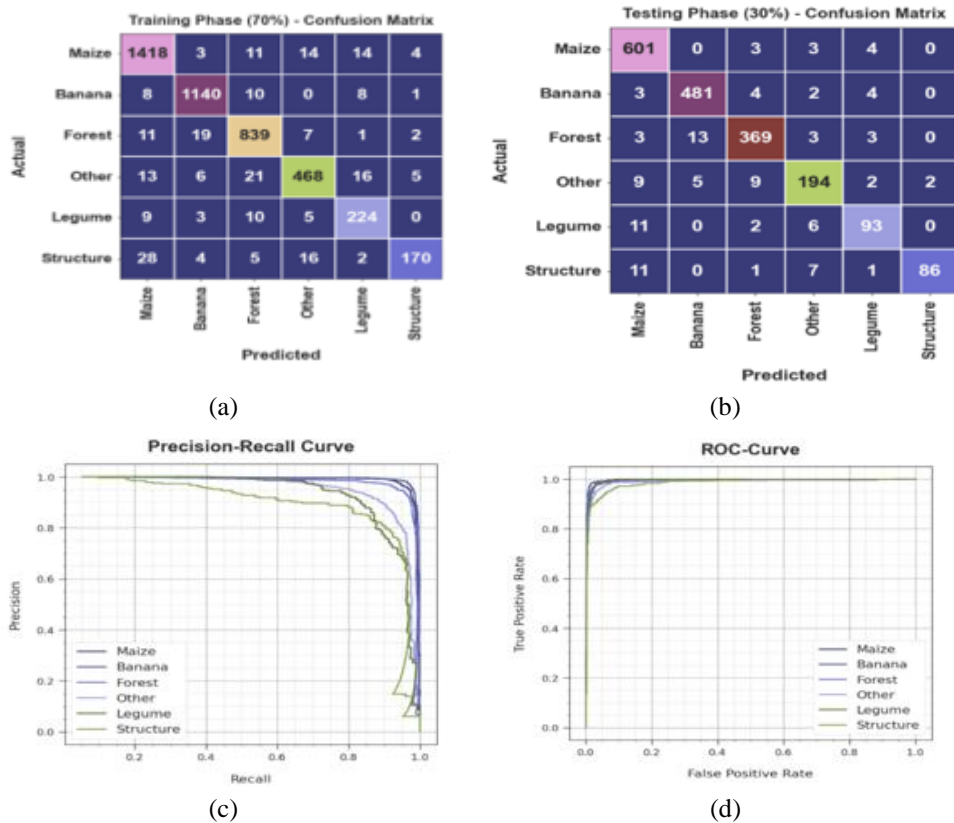 Training Phase (70%) - Confusion Matrix
Actual
Maize 1418 3 11 14 14 4
Banana 8 1140 10 0 8 1
Forest 11 19 839 7 1 2
Other 13 6 21 468 16 5
Legume 9 3 10 5 224 0
Structure 28 4 5 16 2 170
Maize Banana Forest Other Legume Structure
Predicted
(a)
Testing Phase (30%) - Confusion Matrix
Actual
Maize 601 0 3 3 4 0
Banana 3 481 4 2 4 0
Forest 3 13 369 3 3 0
Other 9 5 9 194 2 2
Legume 11 0 2 6 93 0
Structure 11 0 1 7 1 86
Maize Banana Forest Other Legume Structure
Predicted
(b)
Precision-Recall Curve
Precision
1.0
0.8
0.6
0.4
0.2
0.0
Maize
Banana
Forest
Other
Legume
Structure
0.2 0.4 0.6 0.8 1.0
Recall
(c)
ROC-Curve
True Positive Rate
1.0
0.8
0.6
0.4
0.2
0.0
Maize
Banana
Forest
Other
Legume
Structure
0.0 0.2 0.4 0.6 0.8 1.0
False Positive Rate
(d)